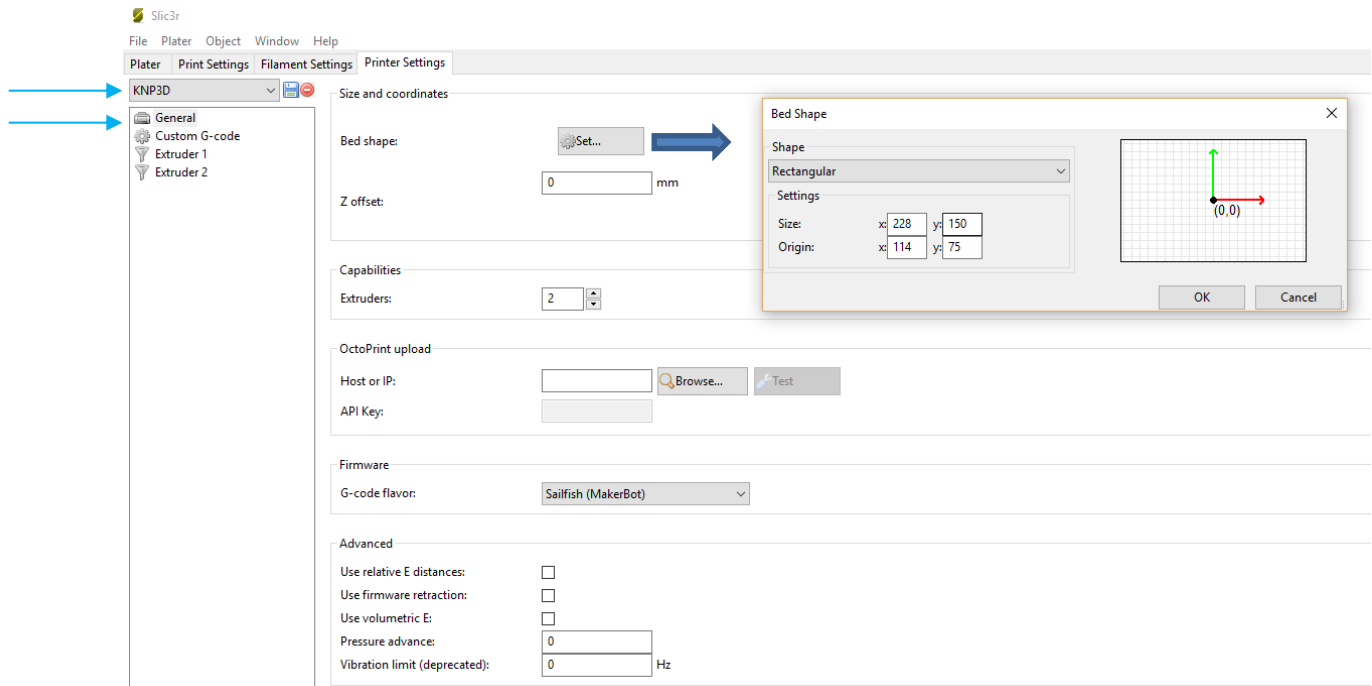 Slic3r
File Plater Object Window Help
Plater Print Settings Filament Settings Printer Settings
KNP3D
General
Custom G-code
Extruder 1
Extruder 2
Size and coordinates
Bed shape:
Set...
0 mm
Z offset:
Capabilities
Extruders:
2
OctoPrint upload
Host or IP:
Browse...
Test
API Key:
Firmware
G-code flavor:
Sailfish (MakerBot)
Advanced
Use relative E distances:
Use firmware retraction:
Use volumetric E:
Pressure advance:
0
Vibration limit (deprecated):
0 Hz
Bed Shape
Shape
Rectangular
Settings
Size: x: 228 y: 150
Origin: x: 114 y: 75
(0,0)
OK Cancel